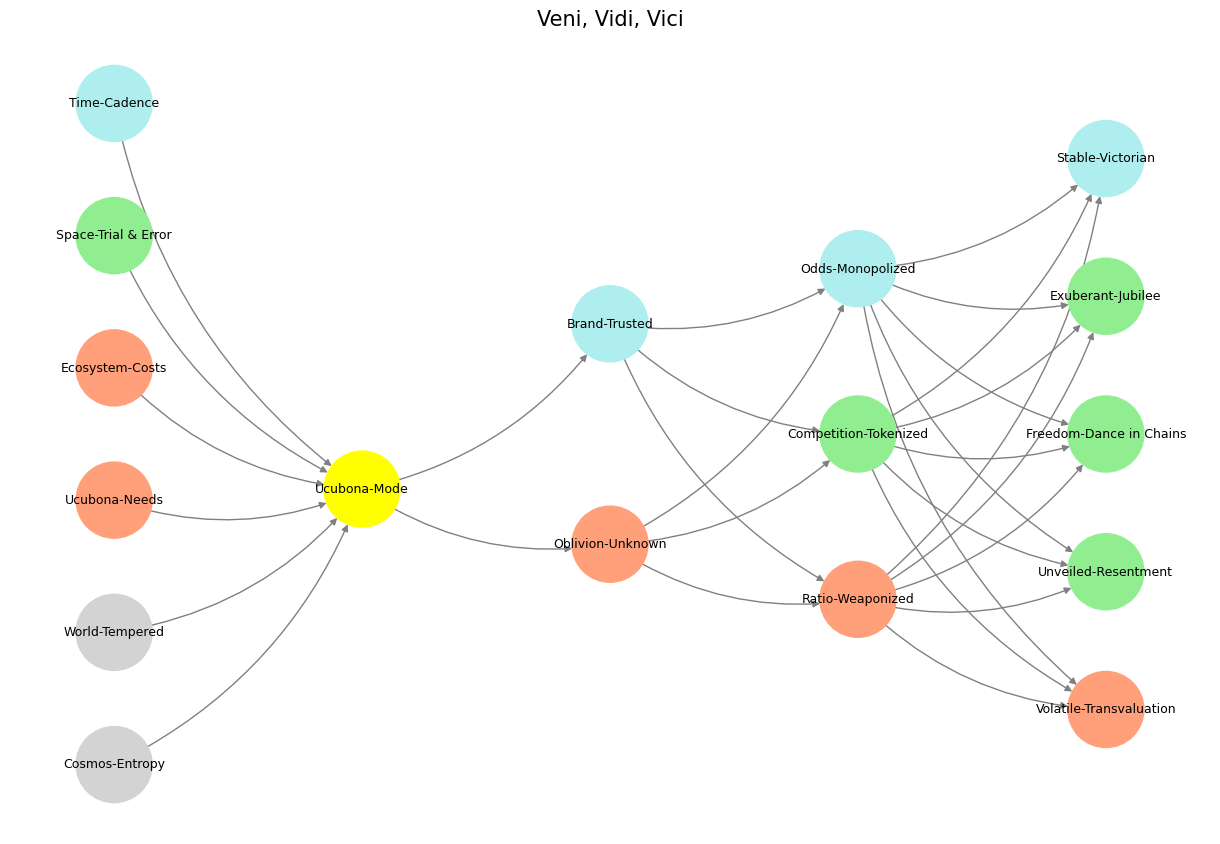 Veni, Vidi, Vici
Time-Cadence
Space-Trial & Error
Ecosystem-Costs
Ucubona-Needs
World-Tempered
Cosmos-Entropy
Ucubona-Mode
Brand-Trusted
Oblivion-Unknown
Odds-Monopolized
Competition-Tokenized
Ratio-Weaponized
Stable-Victorian
Exuberant-Jubilee
Freedom-Dance in Chains
Unveiled-Resentment
Volatile-Transvaluation